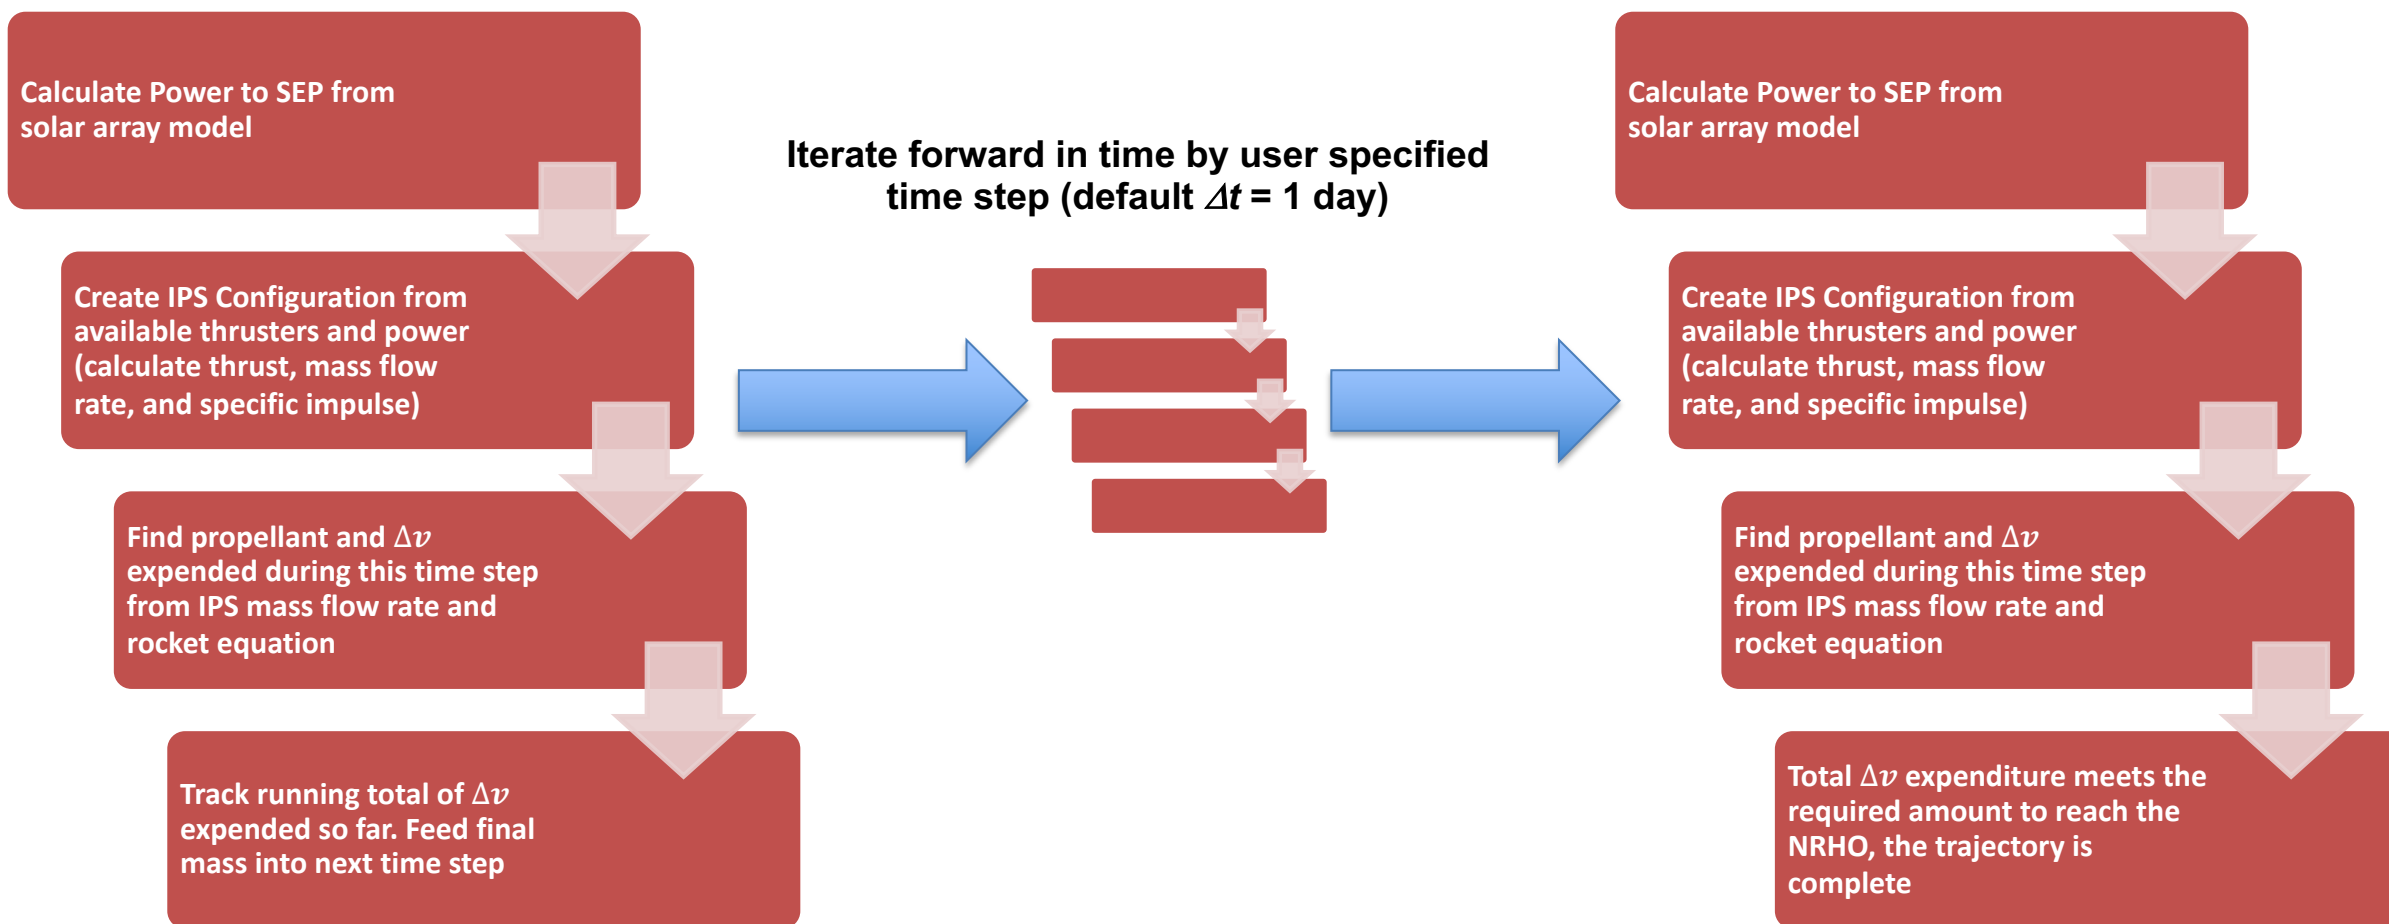 Calculate Power to SEP from
solar array model
Create IPS Configuration from
available thrusters and power
(calculate thrust, mass flow
rate, and specific impulse)
Find propellant and Δ𝒗
expended during this time step
from IPS mass flow rate and
rocket equation
Track running total of Δ𝒗
expended so far. Feed final
mass into next time step
Iterate forward in time by user specified
time step (default Δt = 1 day)
Calculate Power to SEP from
solar array model
Create IPS Configuration from
available thrusters and power
(calculate thrust, mass flow
rate, and specific impulse)
Find propellant and Δ𝒗
expended during this time step
from IPS mass flow rate and
rocket equation
Total Δ𝒗 expenditure meets the
required amount to reach the
NRHO, the trajectory is
complete